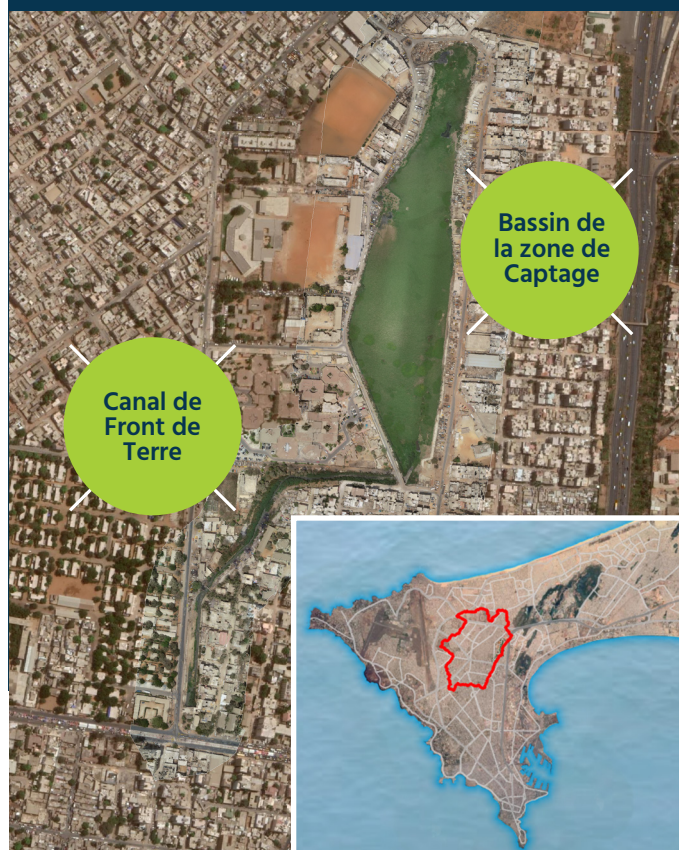 Bassin de
la zone de
Captage
Canal de
Front de
Terre